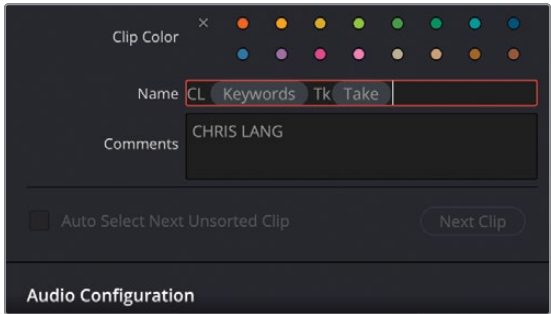 Clip Color
Name CL Keywords Tk Take
Comments CHRIS LANG
Auto Select Next Unsorted Clip Next Clip
Audio Configuration